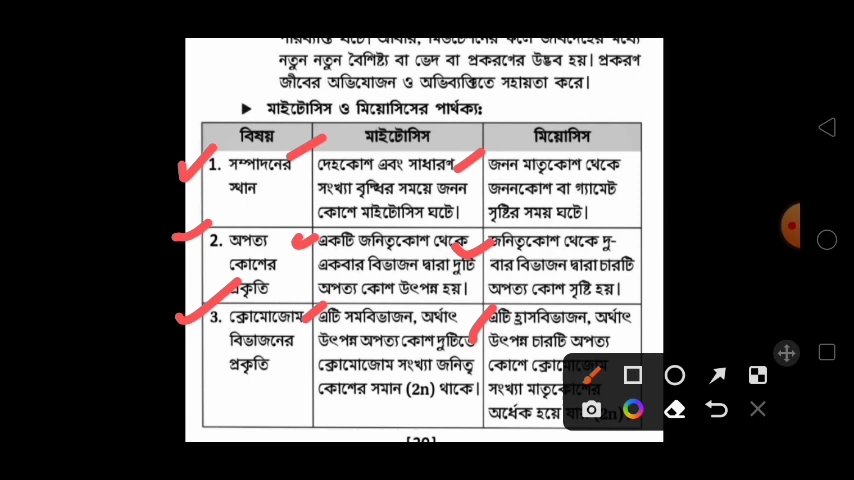 নতুন নতুন বৈশিষ্ট্য বা ভেদ বা প্রকরণের উদ্ভব হয়। প্রকরণ
জীবের অভিযোজন ও অভিব্যক্তিতে সহায়তা করে।
▶ মাইটোসিস ও মিয়োসিসের পার্থক্য:
বিষয় মাইটোসিস মিয়োসিস
1. সম্পাদনের দেহকোশ এবং সাধারণ জনন মাতৃকোশ থেকে
স্থান সংখ্যা বৃদ্ধির সময়ে জনন জননকোশ বা গ্যামেট
কোশে মাইটোসিস ঘটে। সৃষ্টির সময় ঘটে।
2. অপত্য একটি জনিতৃকোশ থেকে জনিতৃকোশ থেকে দু-
কোশের একবার বিভাজন দ্বারা দুটি বার বিভাজন দ্বারা চারটি
প্রকৃতি অপত্য কোশ উৎপন্ন হয়। অপত্য কোশ সৃষ্টি হয়।
3. ক্রোমোজোম এটি সমবিভাজন, অর্থাৎ এটি হ্রাসবিভাজন, অর্থাৎ
বিভাজনের উৎপন্ন অপত্য কোশ দুটিতে উৎপন্ন চারটি অপত্য
প্রকৃতি ক্রোমোজোম সংখ্যা জনিতৃ কোশে ক্রোমোজোম
কোশের সমান (2n) থাকে। সংখ্যা মাতৃকোশের
অর্ধেক হয়ে